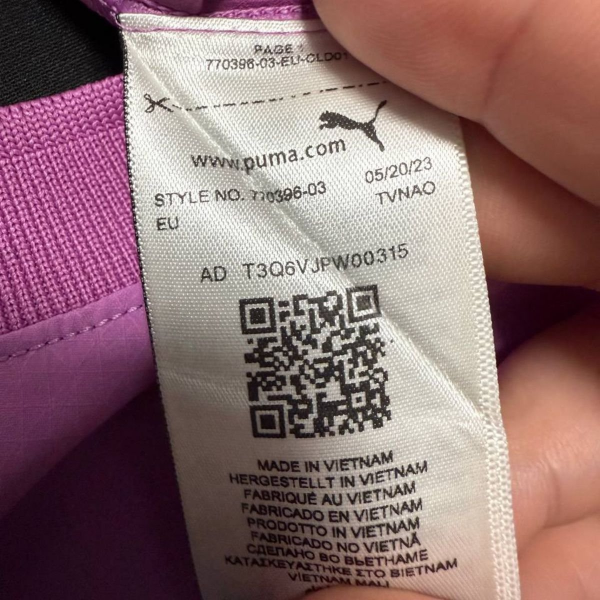 PAGE 1
770396-03-EU-CLO01
www.puma.com
STYLE NO. 770396-03
05/20/23
EU
TVNAO
AD T3Q6VJPW00315
MADE IN VIETNAM
HERGESTELLT IN VIETNAM
FABRIQUÉ AU VIETNAM
FABRICADO EN VIETNAM
PRODOTTO IN VIETNAM
FABRICADO NO VIETNÃ
СДЕЛАНО ВО ВЬЕТНАМЕ
ΚΑΤΑΣΚΕΥΑΣΤΗΚΕ ΣΤΟ ΒΙΕΤΝΑΜ
VIETNAM MALI